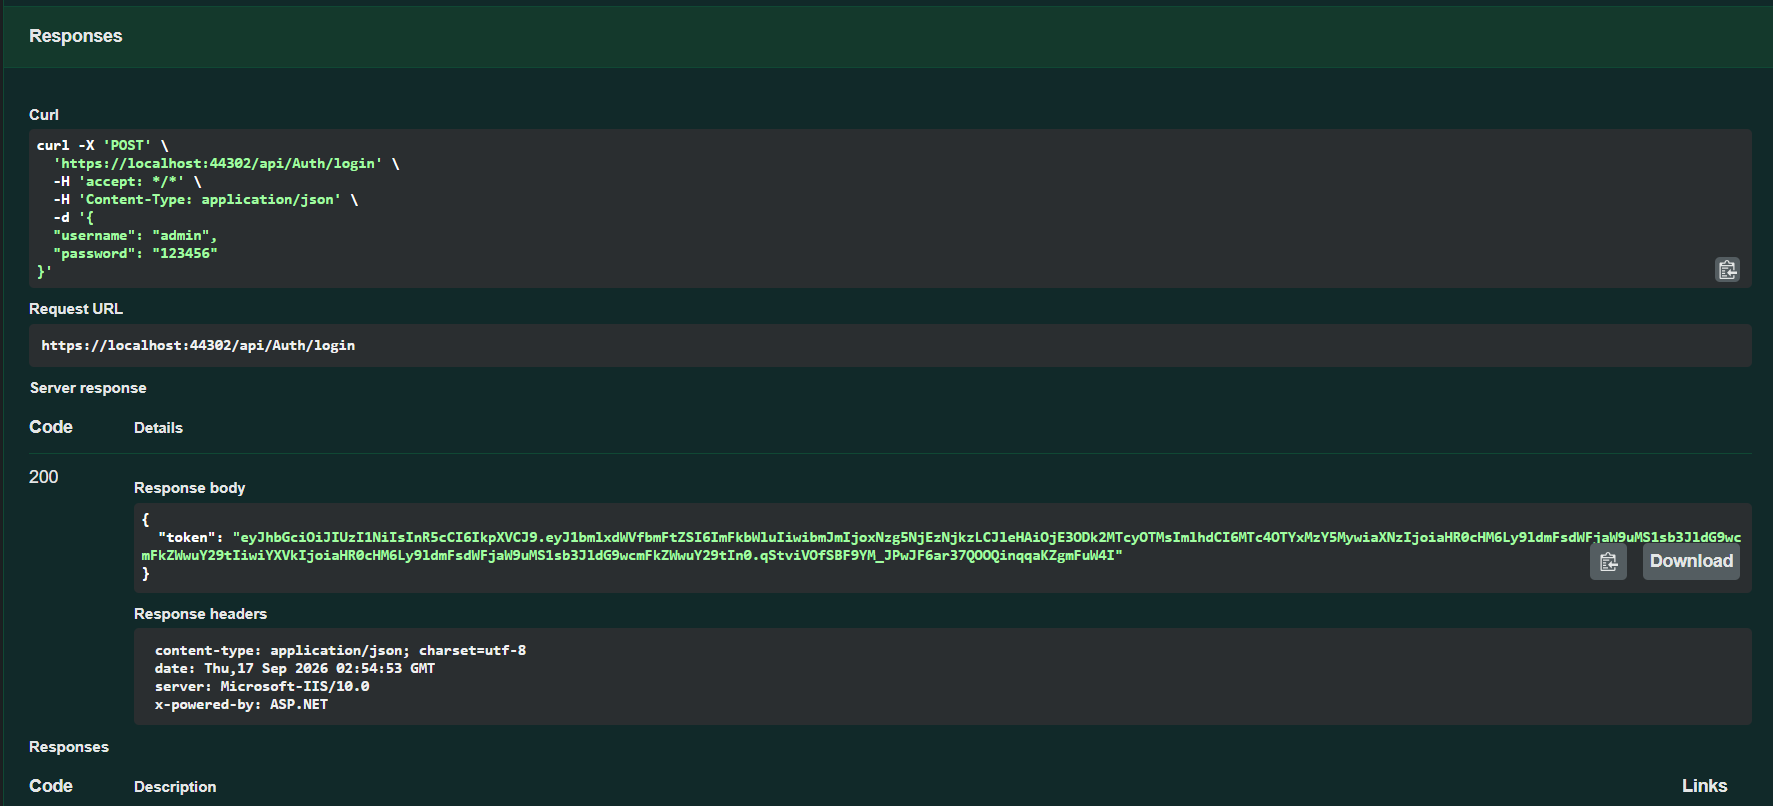 Responses
Curl
curl -X 'POST' \
  'https://localhost:44302/api/Auth/login' \
  -H 'accept: */*' \
  -H 'Content-Type: application/json' \
  -d '{
  "username": "admin",
  "password": "123456"
}'
Request URL
https://localhost:44302/api/Auth/login
Server response
Code Details
200
Response body
{
  "token": "eyJhbGciOiJIUzI1NiIsInR5cCI6IkpXVCJ9.eyJ1bmlxdWVfbmFtZSI6ImFkbWluIiwibmJmIjoxNzg5NjEzNjkzLCJleHAiOjE3ODk2MTcyOTMsImlhdCI6MTc4OTYxMzY5MywiaXNzIjoiaHR0cHM6Ly9ldmFsdWFjaW9uMS1sb3J1dG9wc
mFkZWwuY29tIiwiYXVkIjoiaHR0cHM6Ly9ldmFsdWFjaW9uMS1sb3J1dG9wcmFkZWwuY29tIn0.qStviVOfSBF9YM_JPwJF6ar37QOOQinqqaKZgmFuW4I"
}
Download
Response headers
content-type: application/json; charset=utf-8
date: Thu,17 Sep 2026 02:54:53 GMT
server: Microsoft-IIS/10.0
x-powered-by: ASP.NET
Responses
Code Description Links